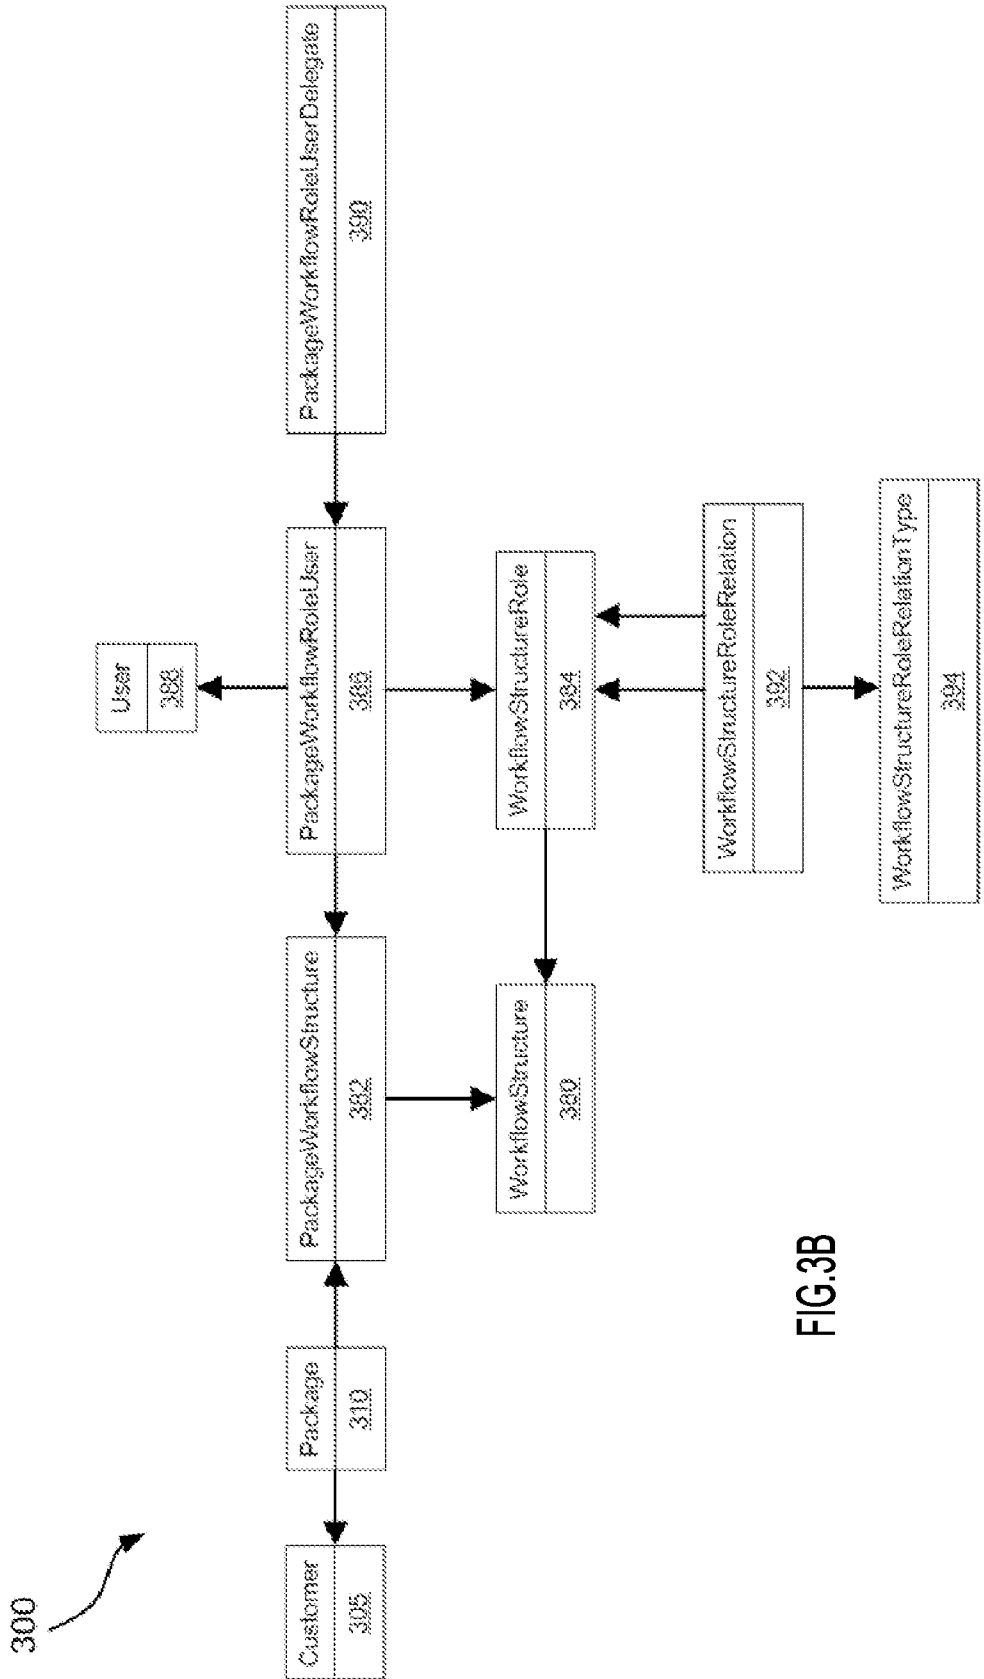 300
Customer
305
Package
310
PackageWorkflowStructure
382
PackageWorkflowRoleUser
386
PackageWorkflowRoleUserDelegate
390
User
388
WorkflowStructure
380
WorkflowStructureRole
384
WorkflowStructureRoleRelation
392
WorkflowStructureRoleRelationType
394
FIG.3B